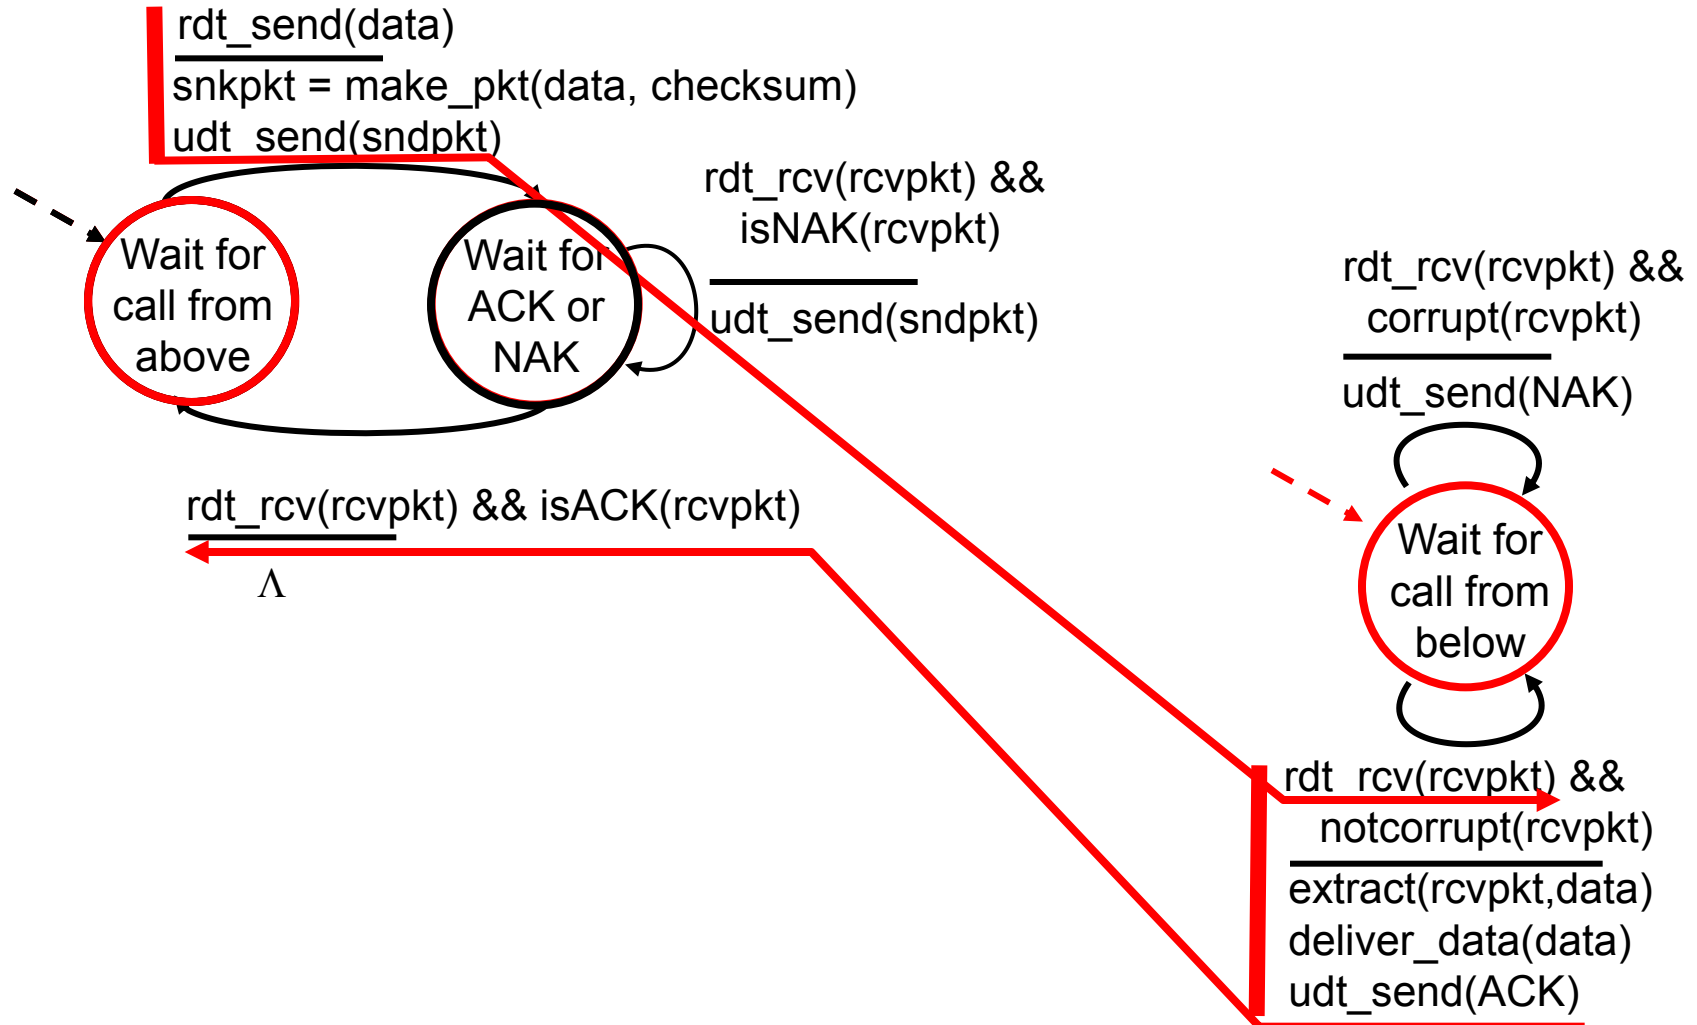 rdt_send(data)
snkpkt = make_pkt(data, checksum)
udt_send(sndpkt)
Wait for
call from
above
Wait for
ACK or
NAK
rdt_rcv(rcvpkt) &&
isNAK(rcvpkt)
udt_send(sndpkt)
rdt_rcv(rcvpkt) && isACK(rcvpkt)
Λ
rdt_rcv(rcvpkt) &&
corrupt(rcvpkt)
udt_send(NAK)
Wait for
call from
below
rdt_rcv(rcvpkt) &&
notcorrupt(rcvpkt)
extract(rcvpkt,data)
deliver_data(data)
udt_send(ACK)